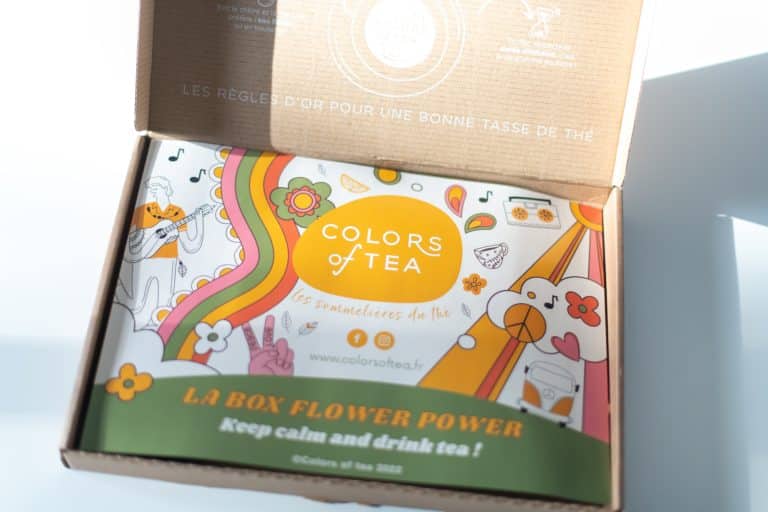 LES RÈGLES D'OR POUR UNE BONNE TASSE DE THÉ
COLORS
of TEA
les sommelières du thé
www.colorsoftea.fr
LA BOX FLOWER POWER
Keep calm and drink tea !
©Colors of tea 2022